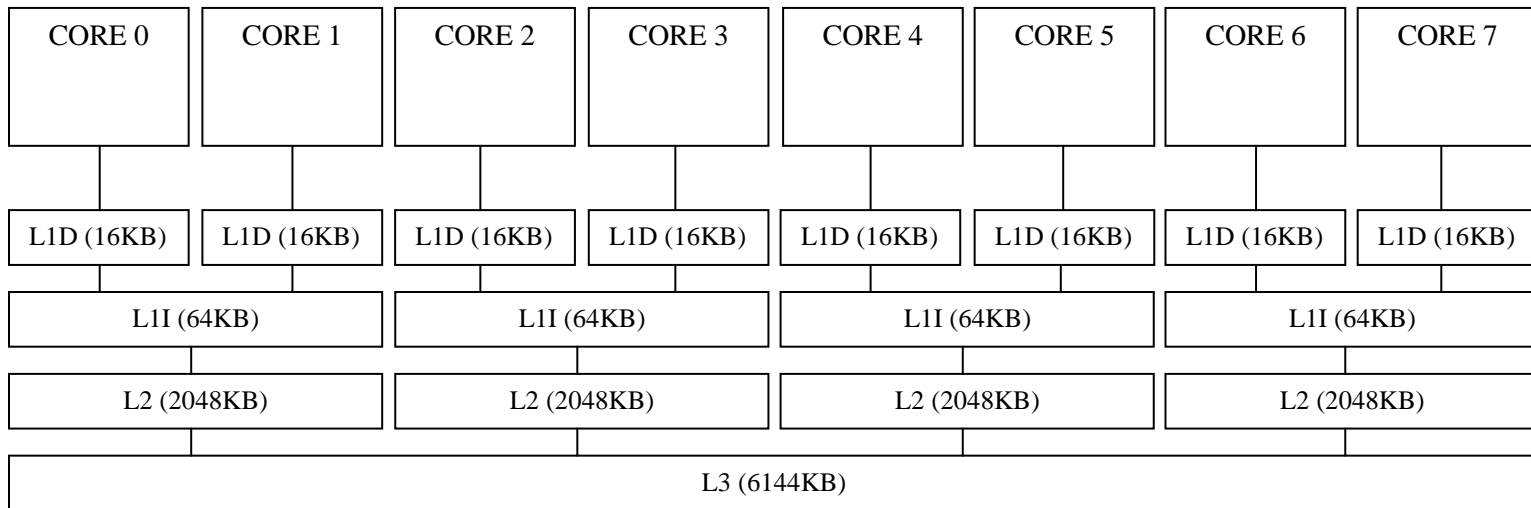 CORE 0 CORE 1 CORE 2 CORE 3 CORE 4 CORE 5 CORE 6 CORE 7
L1D (16KB) L1D (16KB) L1D (16KB) L1D (16KB) L1D (16KB) L1D (16KB) L1D (16KB) L1D (16KB)
L1I (64KB) L1I (64KB) L1I (64KB) L1I (64KB)
L2 (2048KB) L2 (2048KB) L2 (2048KB) L2 (2048KB)
L3 (6144KB)